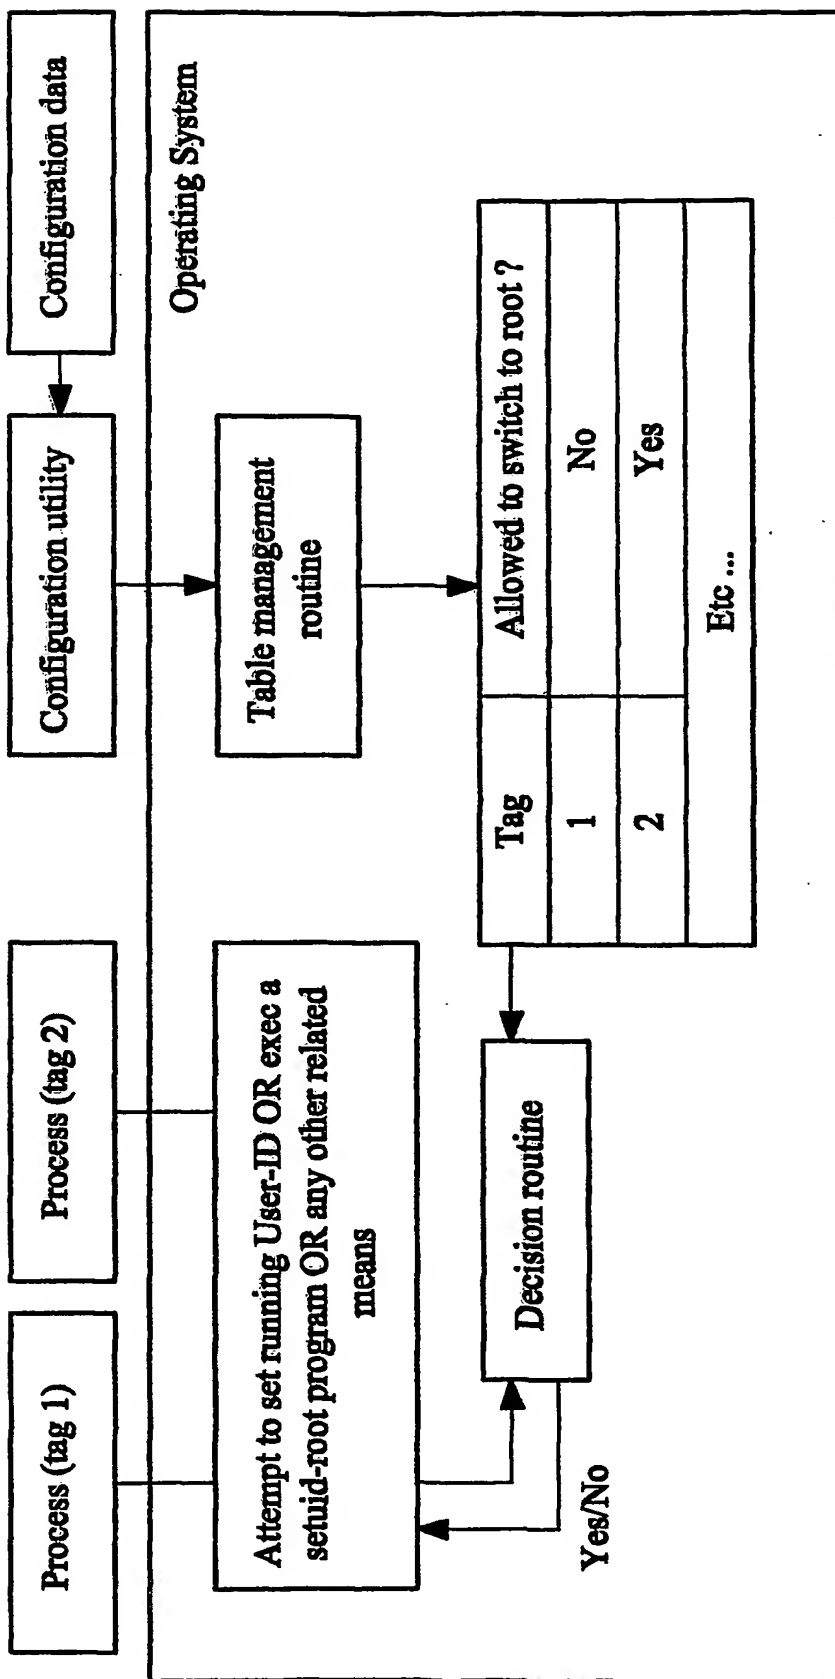 Process (tag 1)
Process (tag 2)
Configuration utility
Configuration data
Operating System
Attempt to set running User-ID OR exec a
setuid-root program OR any other related
means
Table management
routine
Yes/No
Decision routine
Tag
Allowed to switch to root ?
1
No
2
Yes
Etc ...